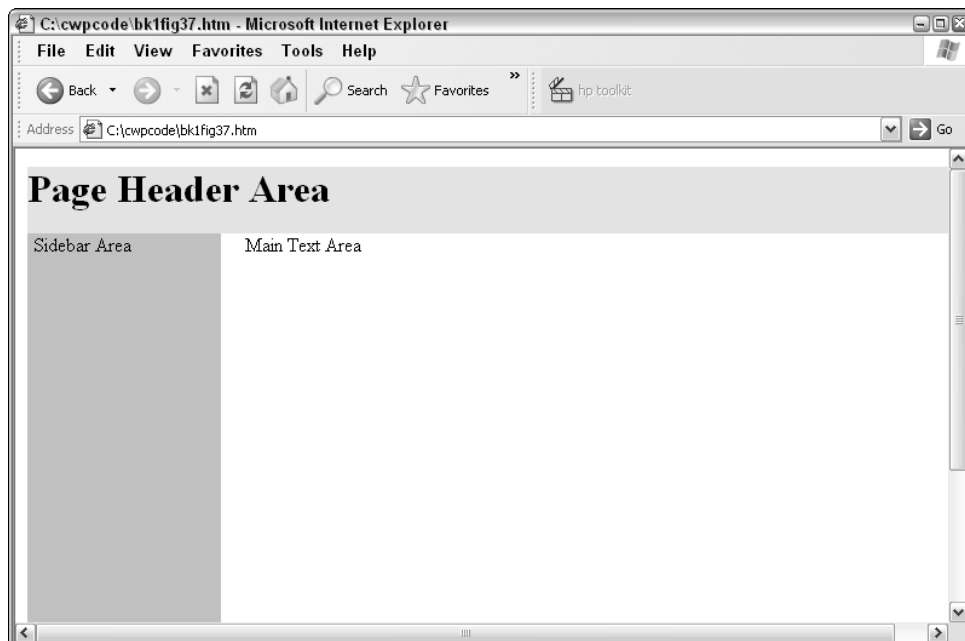 C:\cwpcode\bk1fig37.htm - Microsoft Internet Explorer
File Edit View Favorites Tools Help
Back Search Favorites » hp toolkit
Address C:\cwpcode\bk1fig37.htm Go
Page Header Area
Sidebar Area Main Text Area